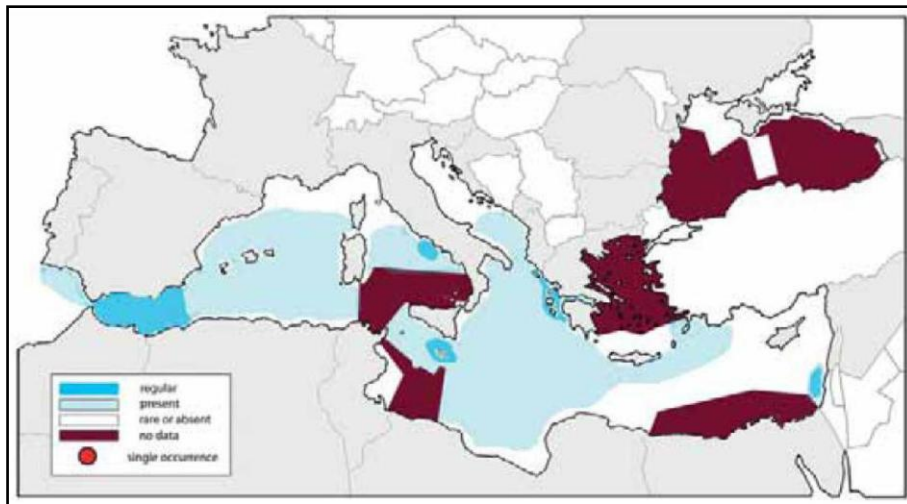 regular
present
rare or absent
no data
single occurrence